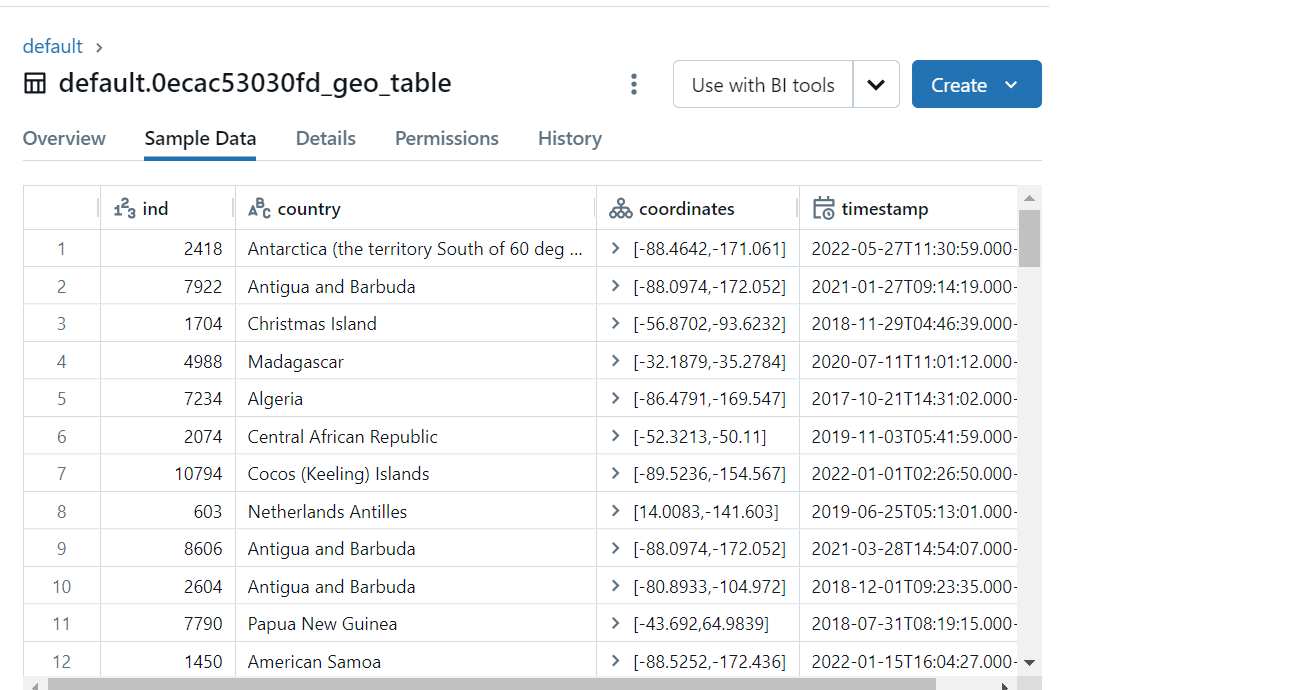 default
default.0ecac53030fd_geo_table
Use with BI tools
Create
Overview Sample Data Details Permissions History
123 ind ABC country coordinates timestamp
1 2418 Antarctica (the territory South of 60 deg ... [-88.4642,-171.061] 2022-05-27T11:30:59.000-
2 7922 Antigua and Barbuda [-88.0974,-172.052] 2021-01-27T09:14:19.000-
3 1704 Christmas Island [-56.8702,-93.6232] 2018-11-29T04:46:39.000-
4 4988 Madagascar [-32.1879,-35.2784] 2020-07-11T11:01:12.000-
5 7234 Algeria [-86.4791,-169.547] 2017-10-21T14:31:02.000-
6 2074 Central African Republic [-52.3213,-50.11] 2019-11-03T05:41:59.000-
7 10794 Cocos (Keeling) Islands [-89.5236,-154.567] 2022-01-01T02:26:50.000-
8 603 Netherlands Antilles [14.0083,-141.603] 2019-06-25T05:13:01.000-
9 8606 Antigua and Barbuda [-88.0974,-172.052] 2021-03-28T14:54:07.000-
10 2604 Antigua and Barbuda [-80.8933,-104.972] 2018-12-01T09:23:35.000-
11 7790 Papua New Guinea [-43.692,64.9839] 2018-07-31T08:19:15.000-
12 1450 American Samoa [-88.5252,-172.436] 2022-01-15T16:04:27.000-